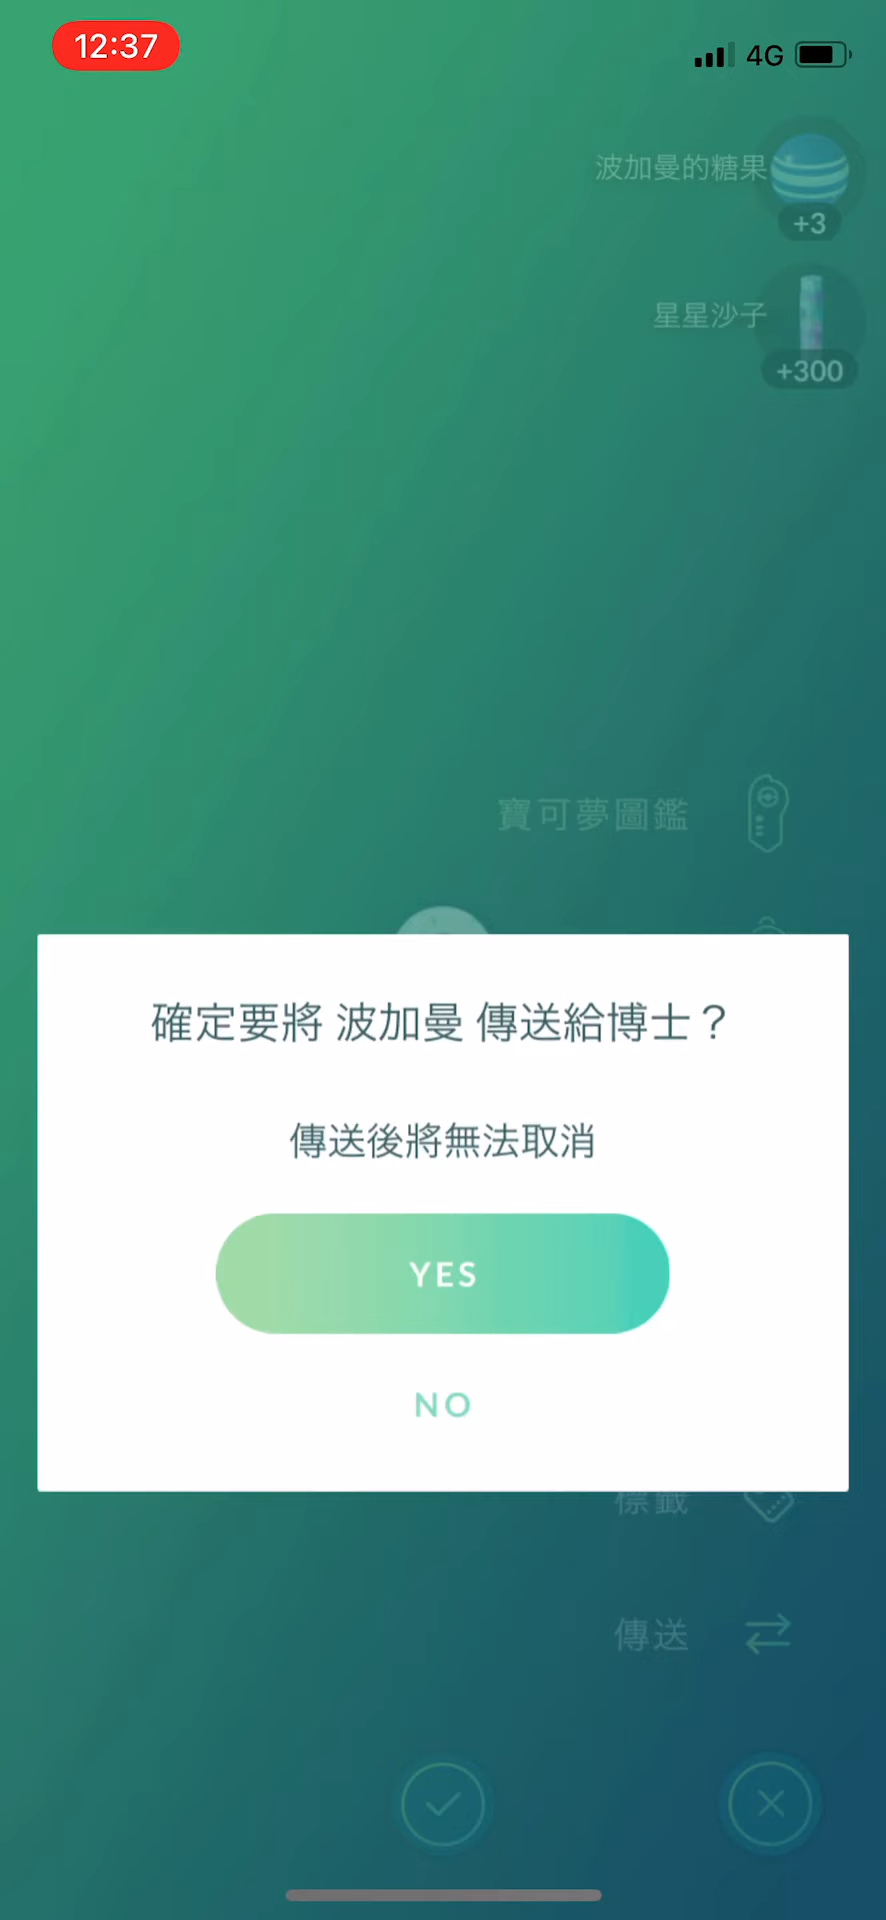 12:37
4G
波加曼的糖果
+3
星星沙子
+300
寶可夢圖鑑
確定要將 波加曼 傳送給博士？
傳送後將無法取消
YES
NO
標籤
傳送